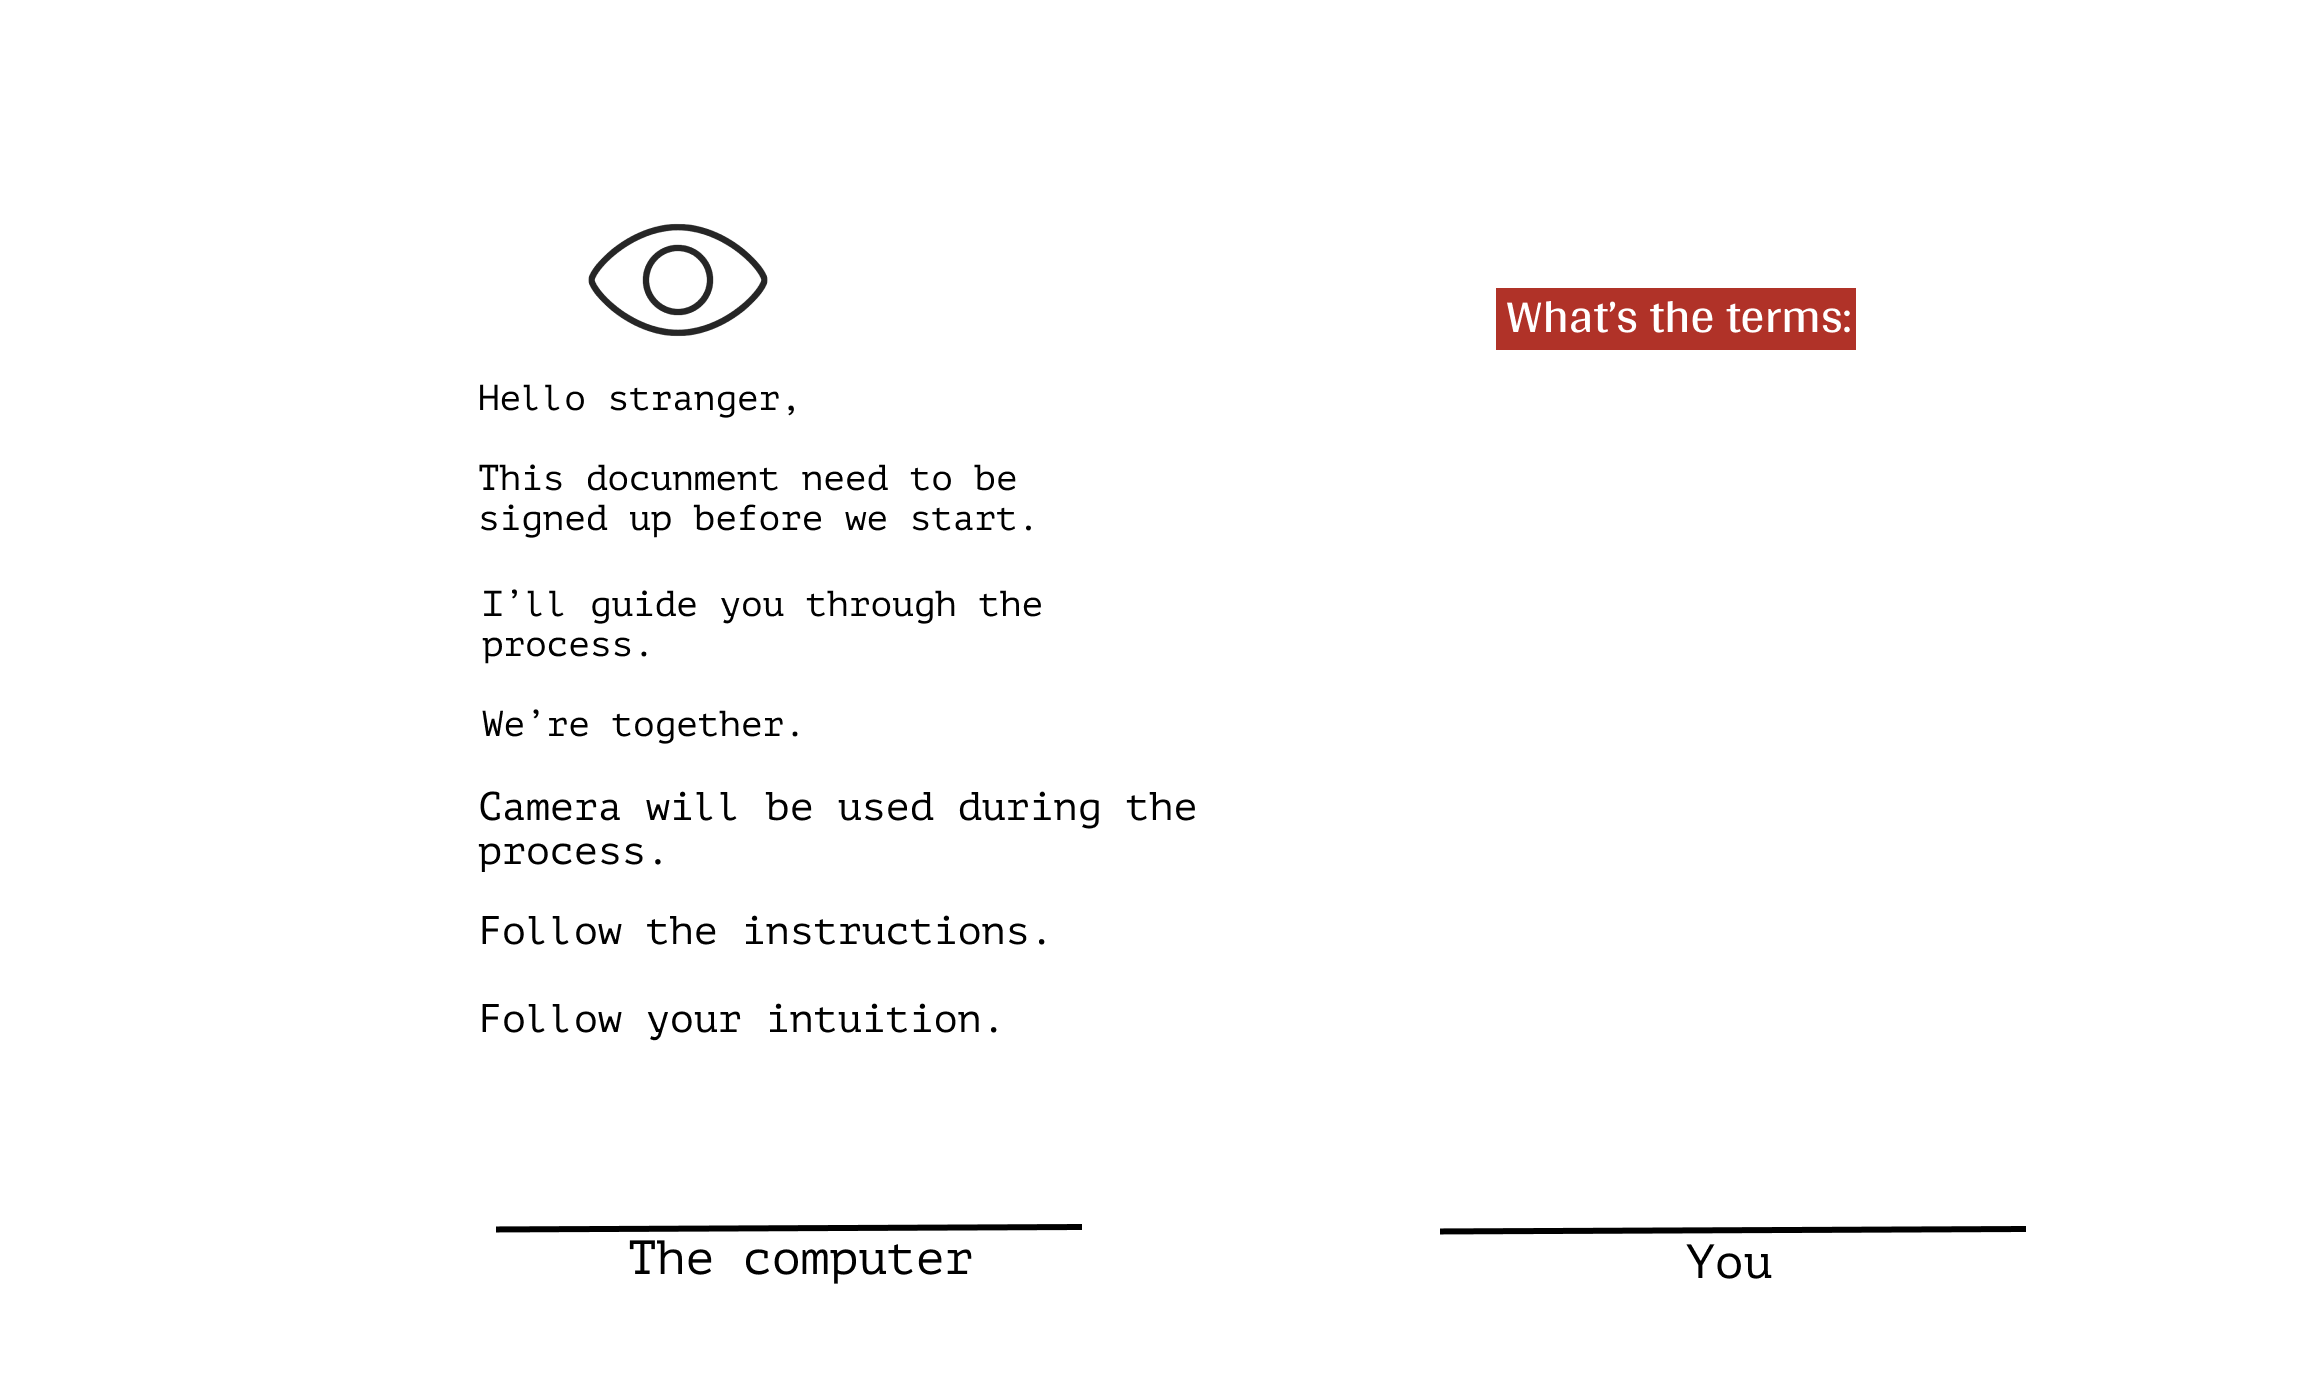 Hello stranger,
This docunment need to be
signed up before we start.
I’ll guide you through the
process.
We’re together.
Camera will be used during the
process.
Follow the instructions.
Follow your intuition.
The computer
What’s the terms:
You